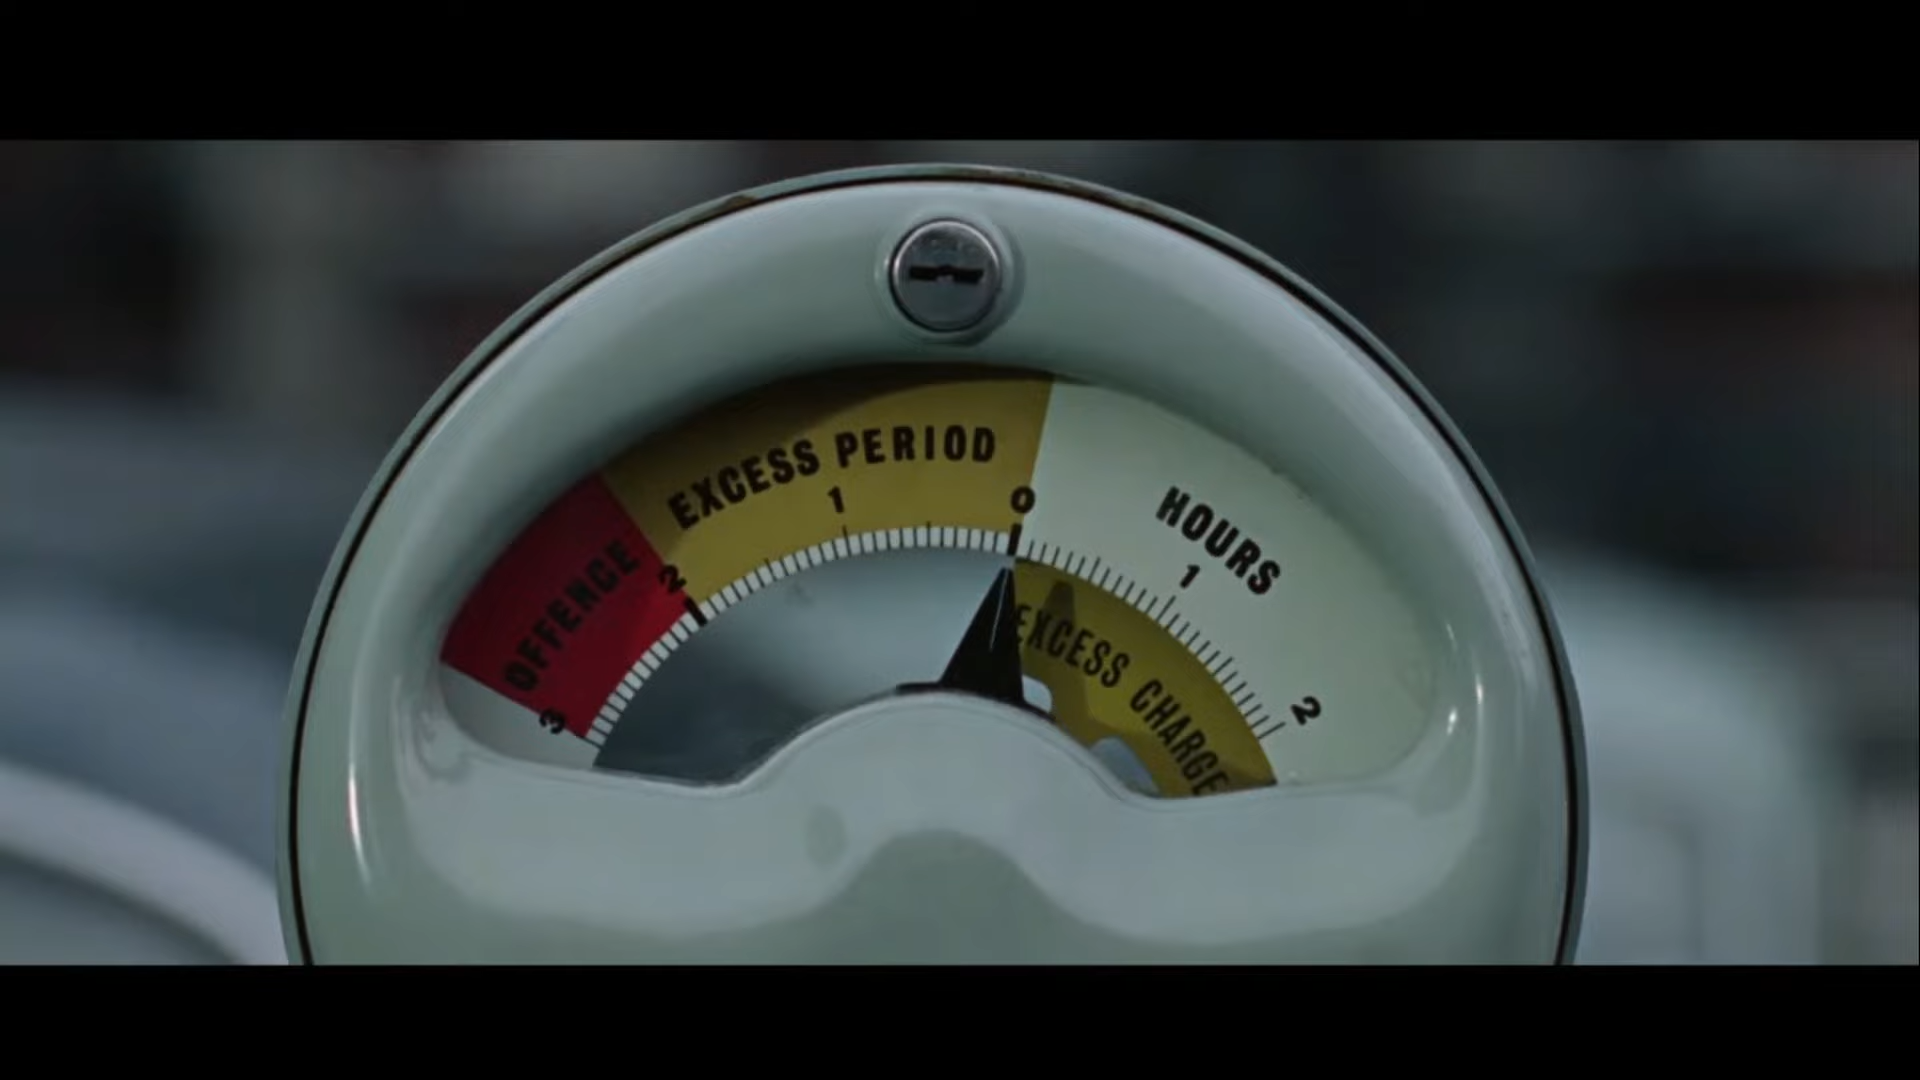 EXCESS PERIOD
HOURS
OFFENCE
3 2 1 0 1 2
EXCESS CHARGE